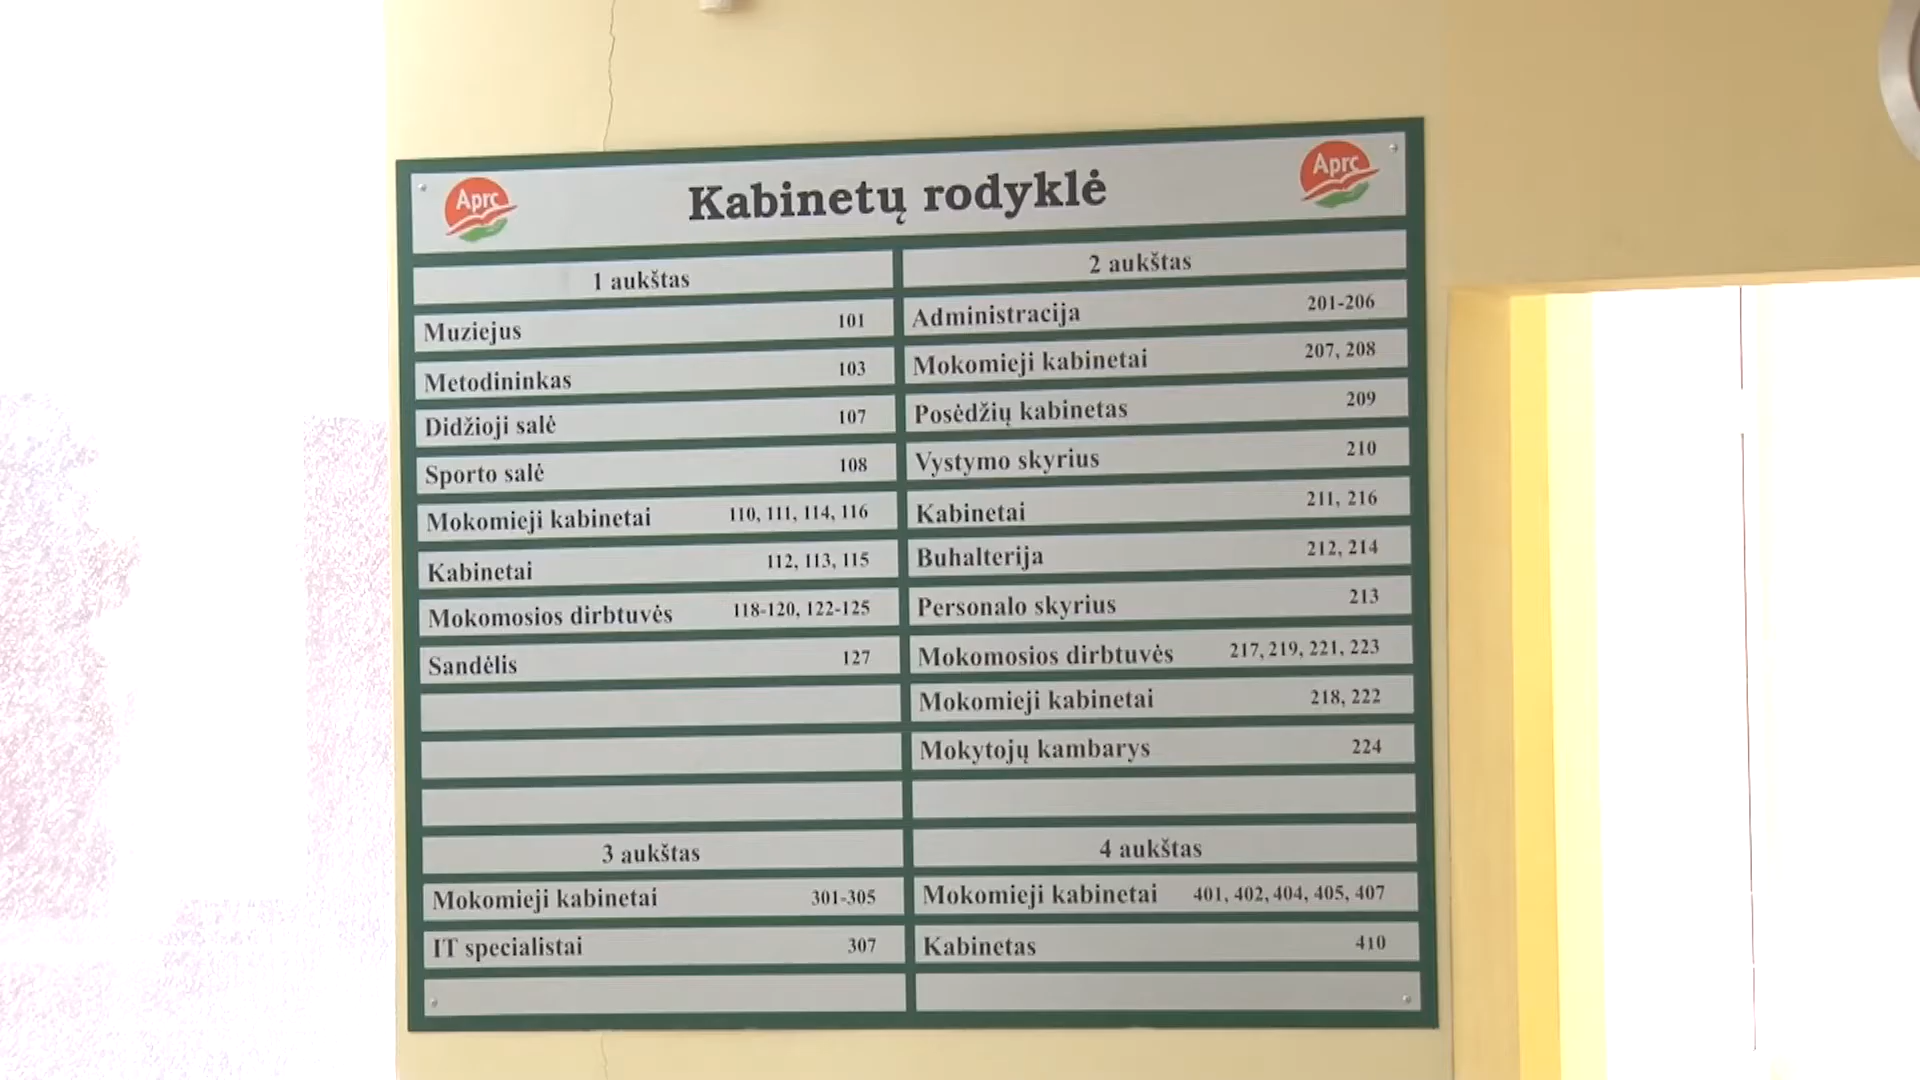 Aprc
Kabinetų rodyklė
Aprc
1 aukštas
Muziejus 101
Metodininkas 103
Didžioji salė 107
Sporto salė 108
Mokomieji kabinetai 110, 111, 114, 116
Kabinetai 112, 113, 115
Mokomosios dirbtuvės 118-120, 122-125
Sandėlis 127
2 aukštas
Administracija 201-206
Mokomieji kabinetai 207, 208
Posėdžių kabinetas 209
Vystymo skyrius 210
Kabinetai 211, 216
Buhalterija 212, 214
Personalo skyrius 213
Mokomosios dirbtuvės 217, 219, 221, 223
Mokomieji kabinetai 218, 222
Mokytojų kambarys 224
3 aukštas
Mokomieji kabinetai 301-305
IT specialistai 307
4 aukštas
Mokomieji kabinetai 401, 402, 404, 405, 407
Kabinetas 410